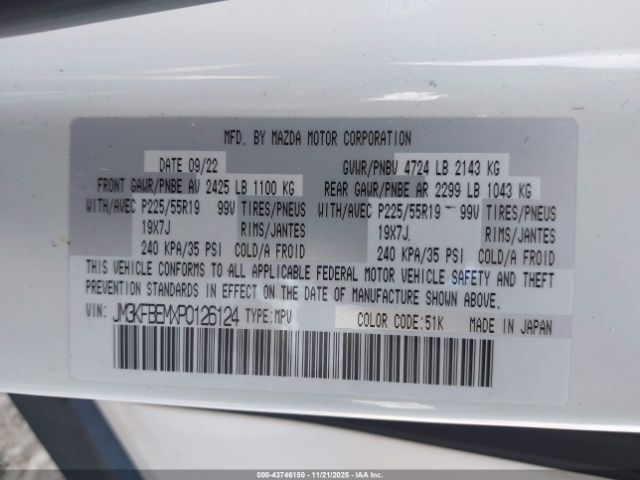 MFD. BY MAZDA MOTOR CORPORATION
DATE 09/22 GVWR/PNBV 4724 LB 2143 KG
FRONT GAWR/PNBE AV 2425 LB 1100 KG REAR GAWR/PNBE AR 2299 LB 1043 KG
WITH/AVEC P225/55R19 99V TIRES/PNEUS WITH/AVEC P225/55R19 99V TIRES/PNEUS
19X7J RIMS/JANTES 19X7J RIMS/JANTES
240 KPA/35 PSI COLD/A FROID 240 KPA/35 PSI COLD/A FROID
THIS VEHICLE CONFORMS TO ALL APPLICABLE FEDERAL MOTOR VEHICLE SAFETY AND THEFT
PREVENTION STANDARDS IN EFFECT ON THE DATE OF MANUFACTURE SHOWN ABOVE.
VIN: JM3KFBEMXP0126124 TYPE:MPV COLOR CODE:51K MADE IN JAPAN
000-43746150 - 11/21/2025 - IAAI.CA